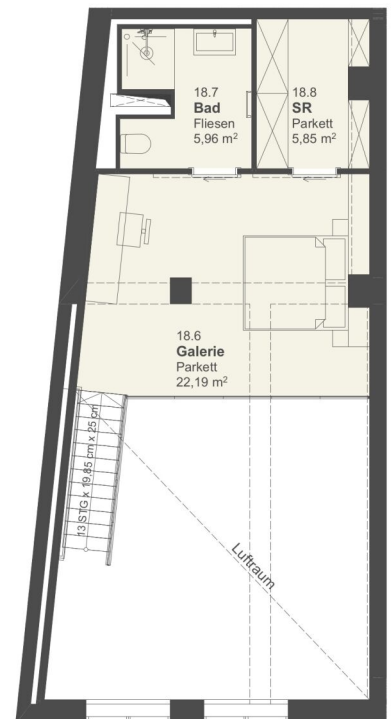 18.7
Bad
Fliesen
5,96 m²
18.8
SR
Parkett
5,85 m²
18.6
Galerie
Parkett
22,19 m²
13 STG x 19,85 cm x 25 cm
Luftraum